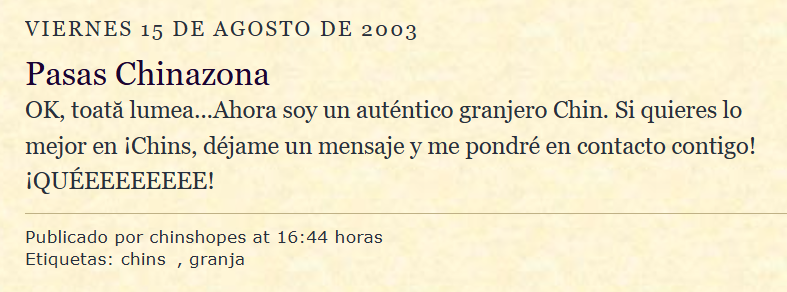 VIERNES 15 DE AGOSTO DE 2003
Pasas Chinazona
OK, toată lumea...Ahora soy un auténtico granjero Chin. Si quieres lo
mejor en ¡Chins, déjame un mensaje y me pondré en contacto contigo!
¡QUÉEEEEEEEEE!
Publicado por chinshopes at 16:44 horas
Etiquetas: chins , granja